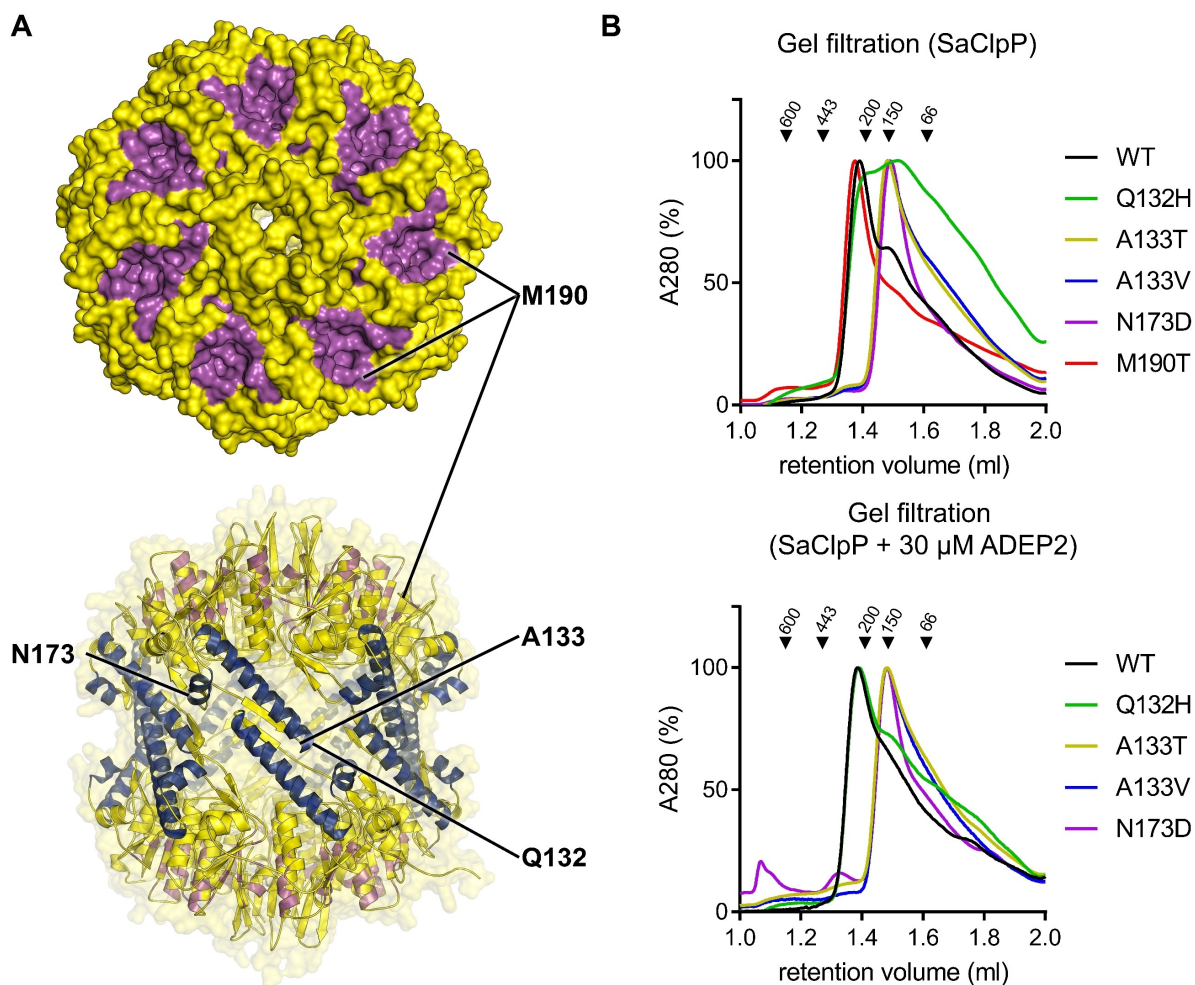 A
M190
N173
A133
Q132
B
Gel filtration (SaClpP)
600 443 200 150 66
100
50
0
A280 (%)
1.0 1.2 1.4 1.6 1.8 2.0
retention volume (ml)
WT
Q132H
A133T
A133V
N173D
M190T
Gel filtration
(SaClpP + 30 µM ADEP2)
600 443 200 150 66
100
50
0
A280 (%)
1.0 1.2 1.4 1.6 1.8 2.0
retention volume (ml)
WT
Q132H
A133T
A133V
N173D